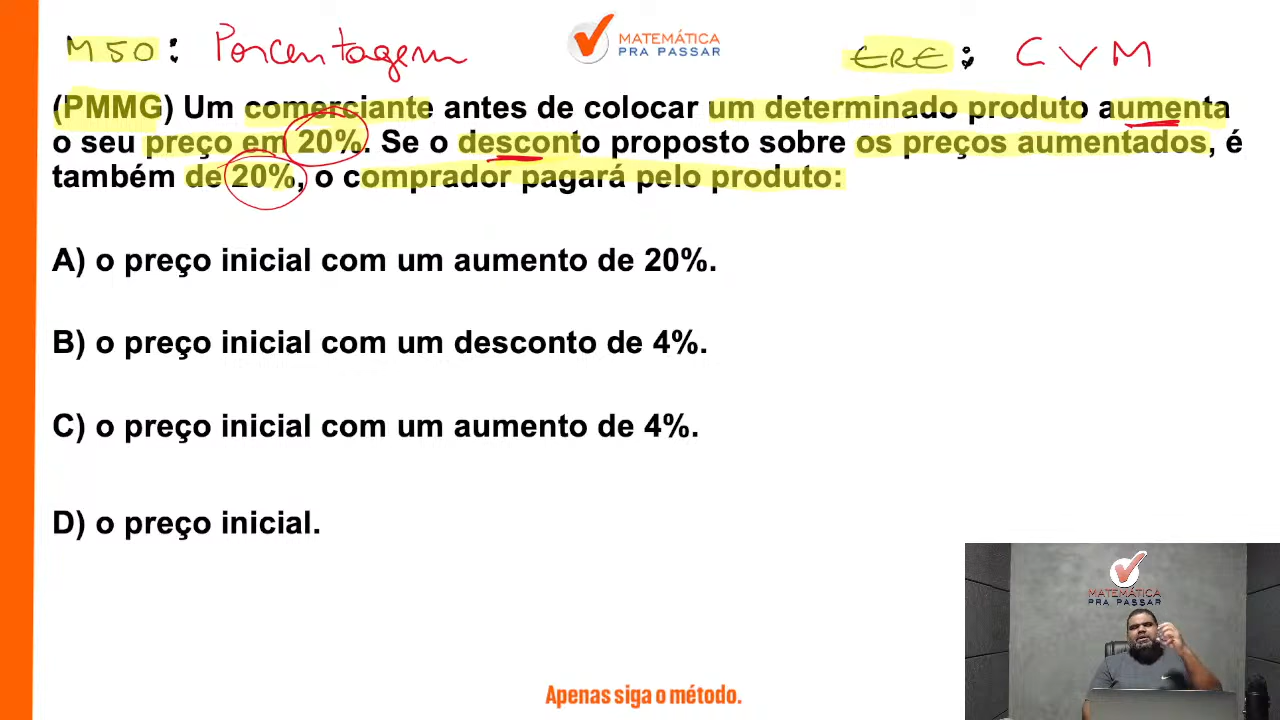 M50: Porcentagem
MATEMÁTICA
PRA PASSAR
ERE: CVM
(PMMG) Um comerciante antes de colocar um determinado produto aumenta
o seu preço em 20%. Se o desconto proposto sobre os preços aumentados, é
também de 20%, o comprador pagará pelo produto:
A) o preço inicial com um aumento de 20%.
B) o preço inicial com um desconto de 4%.
C) o preço inicial com um aumento de 4%.
D) o preço inicial.
MATEMÁTICA
PRA PASSAR
Apenas siga o método.